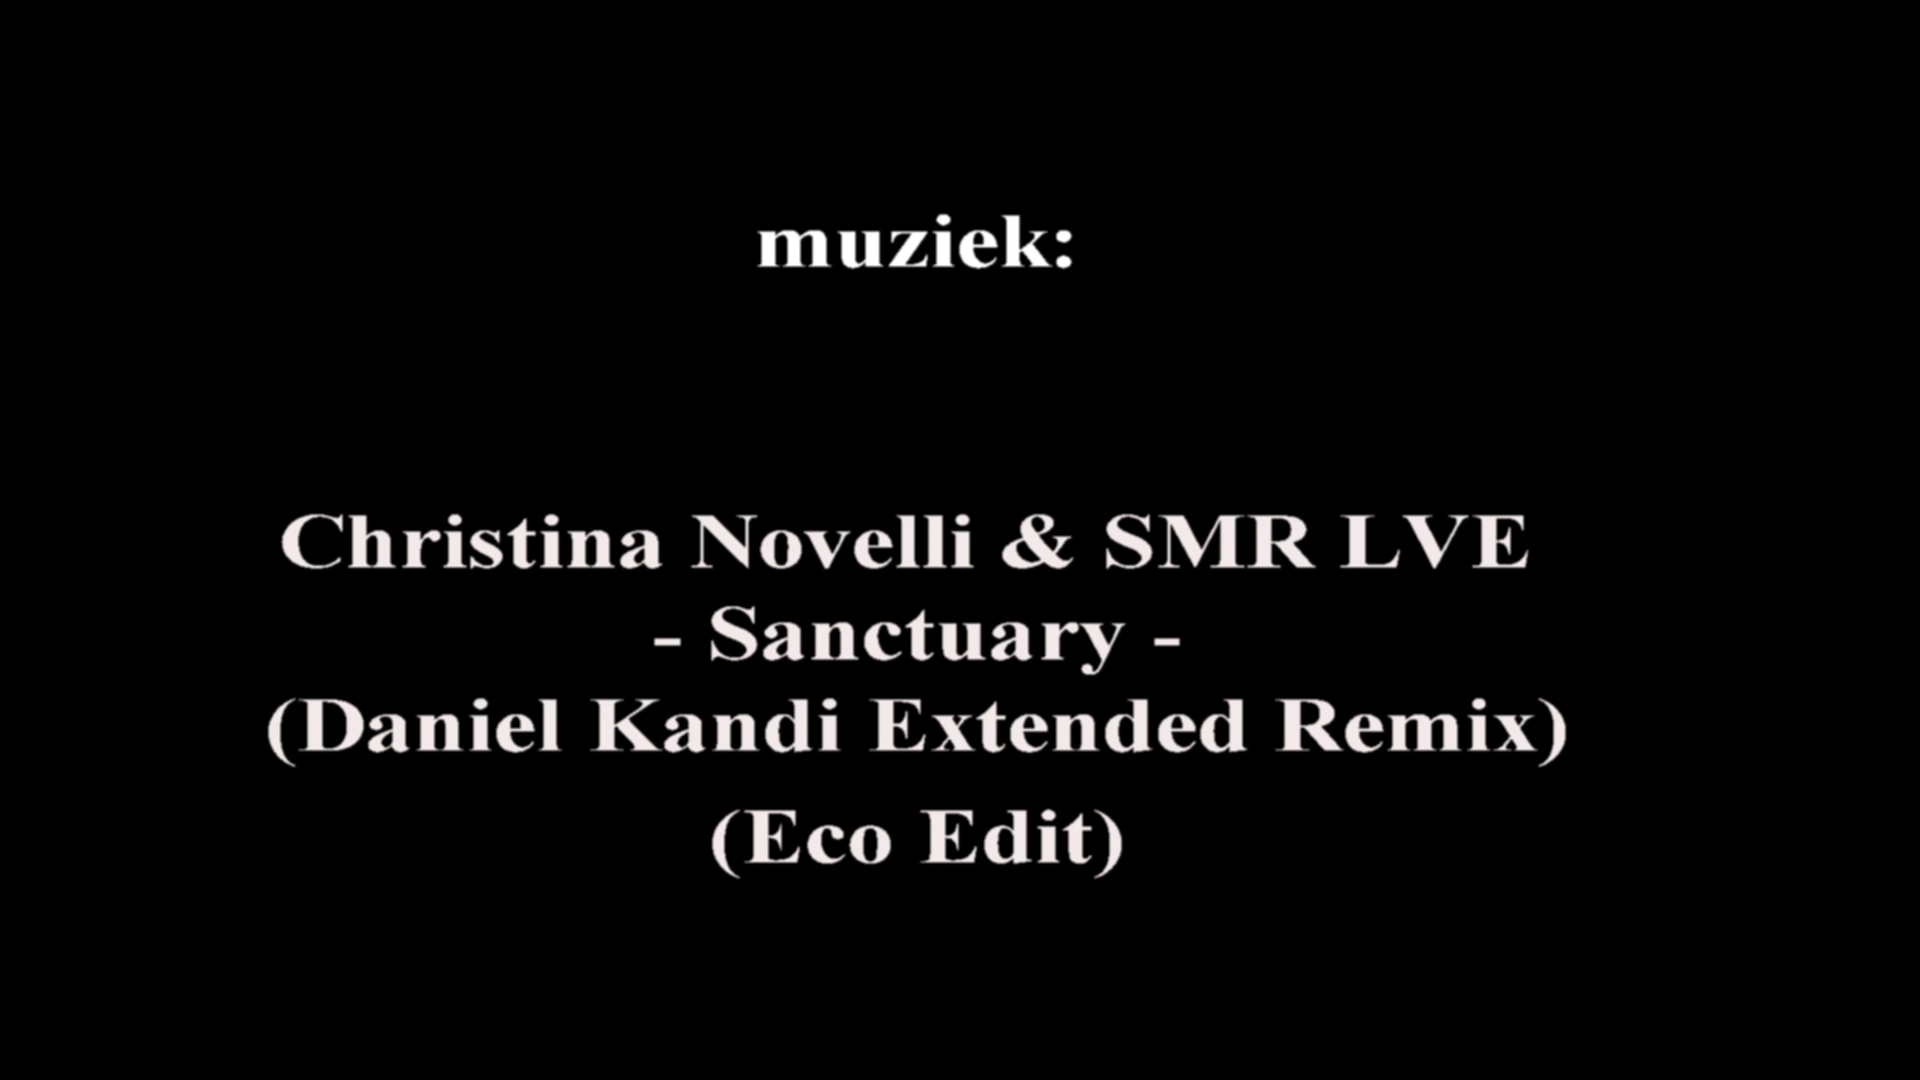 muziek:
Christina Novelli & SMR LVE
- Sanctuary -
(Daniel Kandi Extended Remix)
(Eco Edit)